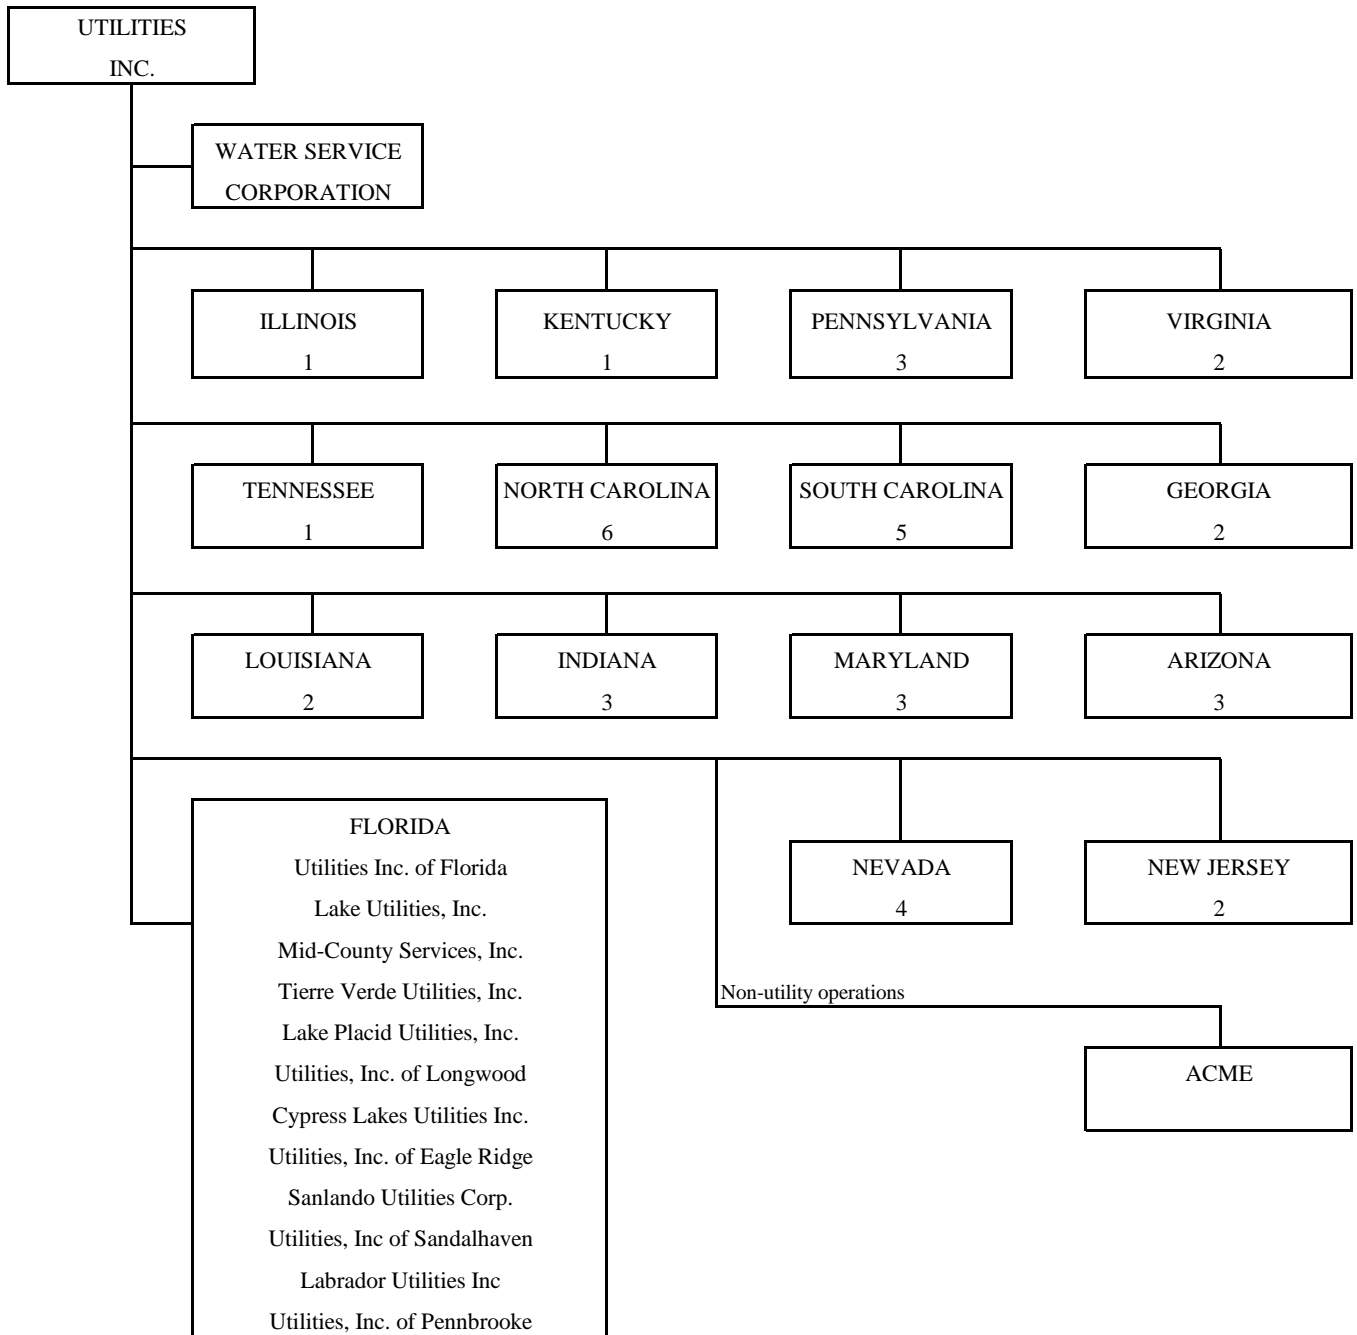 UTILITIES
INC.
WATER SERVICE
CORPORATION
ILLINOIS
1
KENTUCKY
1
PENNSYLVANIA
3
VIRGINIA
2
TENNESSEE
1
NORTH CAROLINA
6
SOUTH CAROLINA
5
GEORGIA
2
LOUISIANA
2
INDIANA
3
MARYLAND
3
ARIZONA
3
FLORIDA
Utilities Inc. of Florida
Lake Utilities, Inc.
Mid-County Services, Inc.
Tierre Verde Utilities, Inc.
Lake Placid Utilities, Inc.
Utilities, Inc. of Longwood
Cypress Lakes Utilities Inc.
Utilities, Inc. of Eagle Ridge
Sanlando Utilities Corp.
Utilities, Inc of Sandalhaven
Labrador Utilities Inc
Utilities, Inc. of Pennbrooke
NEVADA
4
NEW JERSEY
2
Non-utility operations
ACME